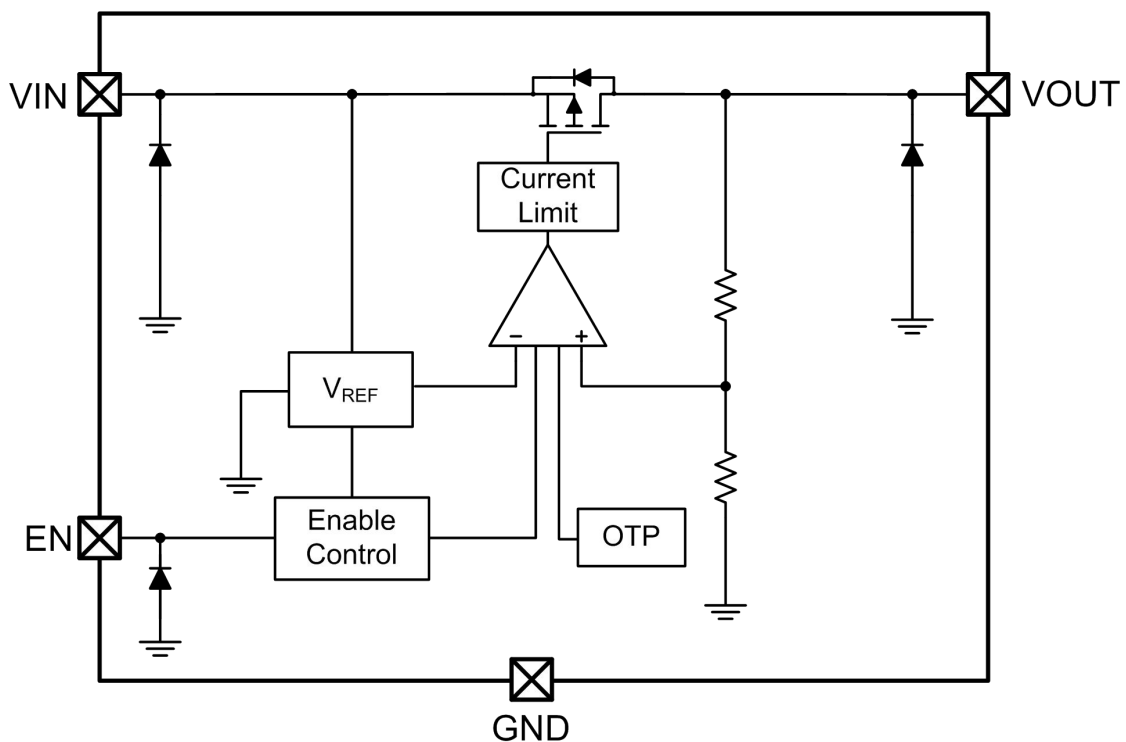 VIN
VOUT
Current
Limit
−
+
VREF
EN
Enable
Control
OTP
GND